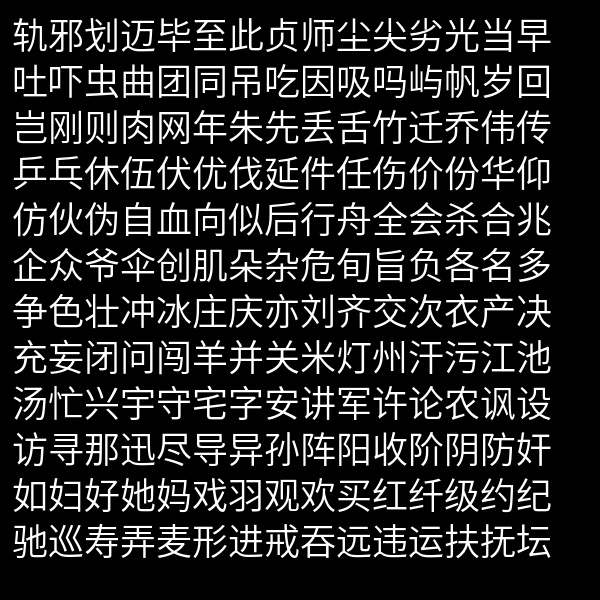 轨邪划迈毕至此贞师尘尖劣光当早
吐吓虫曲团同吊吃因吸吗屿帆岁回
岂刚则肉网年朱先丢舌竹迁乔伟传
乒乓休伍伏优伐延件任伤价份华仰
仿伙伪自血向似后行舟全会杀合兆
企众爷伞创肌朵杂危旬旨负各名多
争色壮冲冰庄庆亦刘齐交次衣产决
充妄闭问闯羊并关米灯州汗污江池
汤忙兴宇守宅字安讲军许论农讽设
访寻那迅尽导异孙阵阳收阶阴防奸
如妇好她妈戏羽观欢买红纤级约纪
驰巡寿弄麦形进戒吞远违运扶抚坛